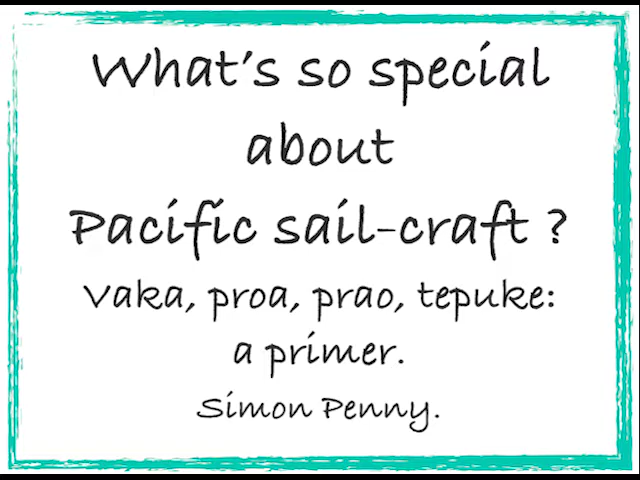 What's so special
about
Pacific sail-craft ?
Vaka, proa, prao, tepuke:
a primer.
Simon Penny.